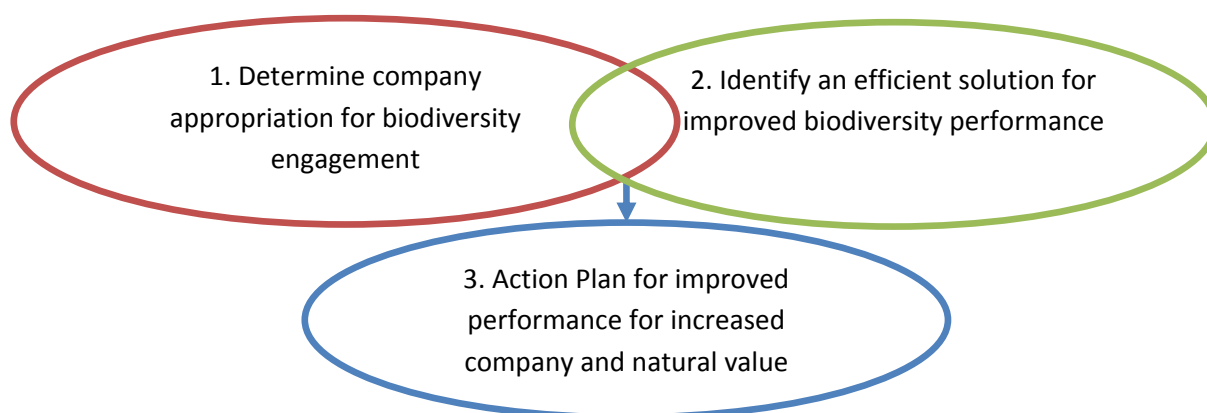 1. Determine company
appropriation for biodiversity
engagement
2. Identify an efficient solution for
improved biodiversity performance
3. Action Plan for improved
performance for increased
company and natural value